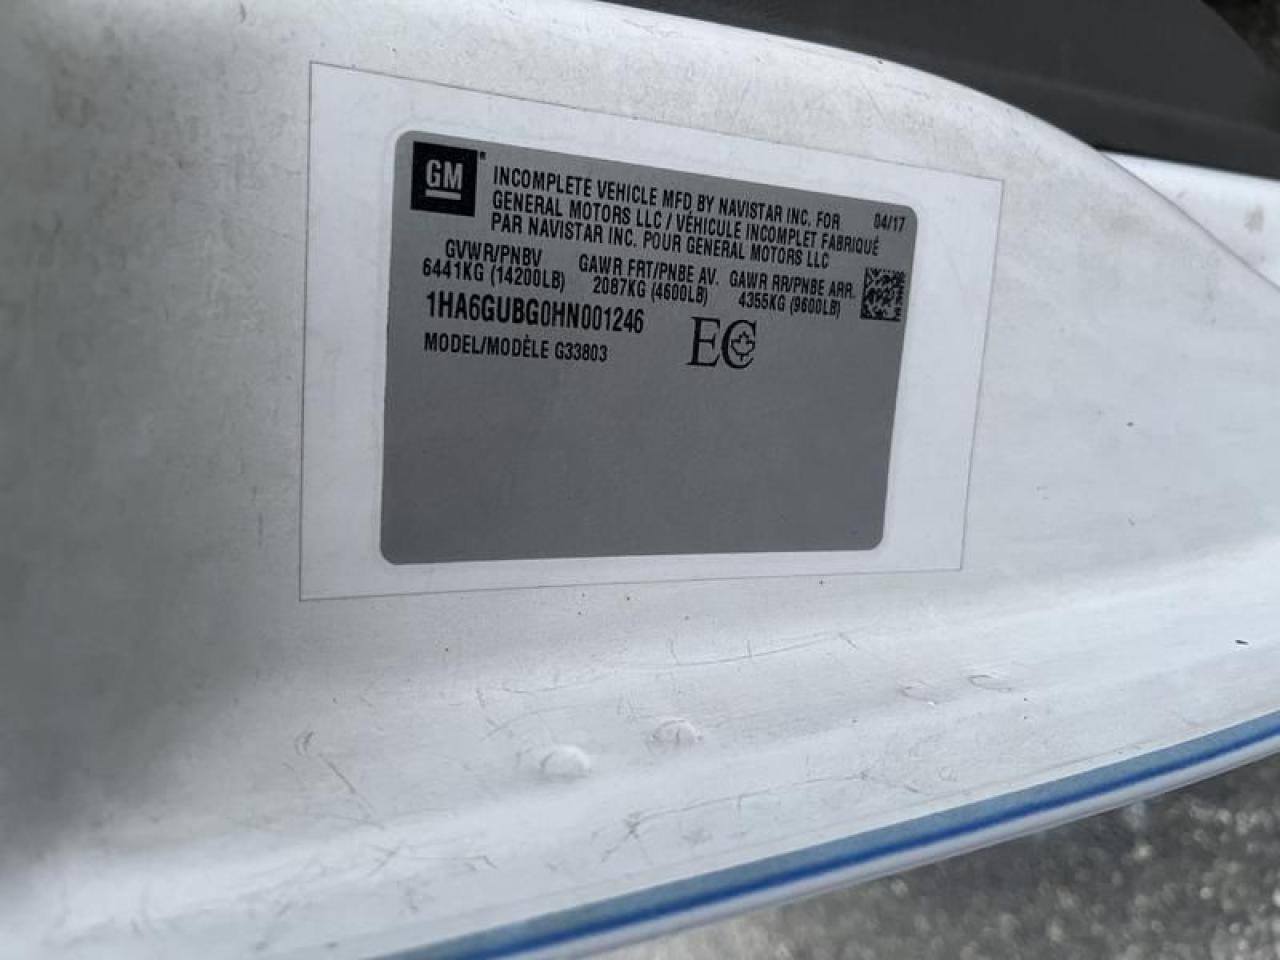 GM
INCOMPLETE VEHICLE MFD BY NAVISTAR INC. FOR 04/17
GENERAL MOTORS LLC / VÉHICULE INCOMPLET FABRIQUÉ
PAR NAVISTAR INC. POUR GENERAL MOTORS LLC
GVWR/PNBV GAWR FRT/PNBE AV. GAWR RR/PNBE ARR.
6441KG (14200LB) 2087KG (4600LB) 4355KG (9600LB)
1HA6GUBG0HN001246
MODEL/MODÈLE G33803
EC